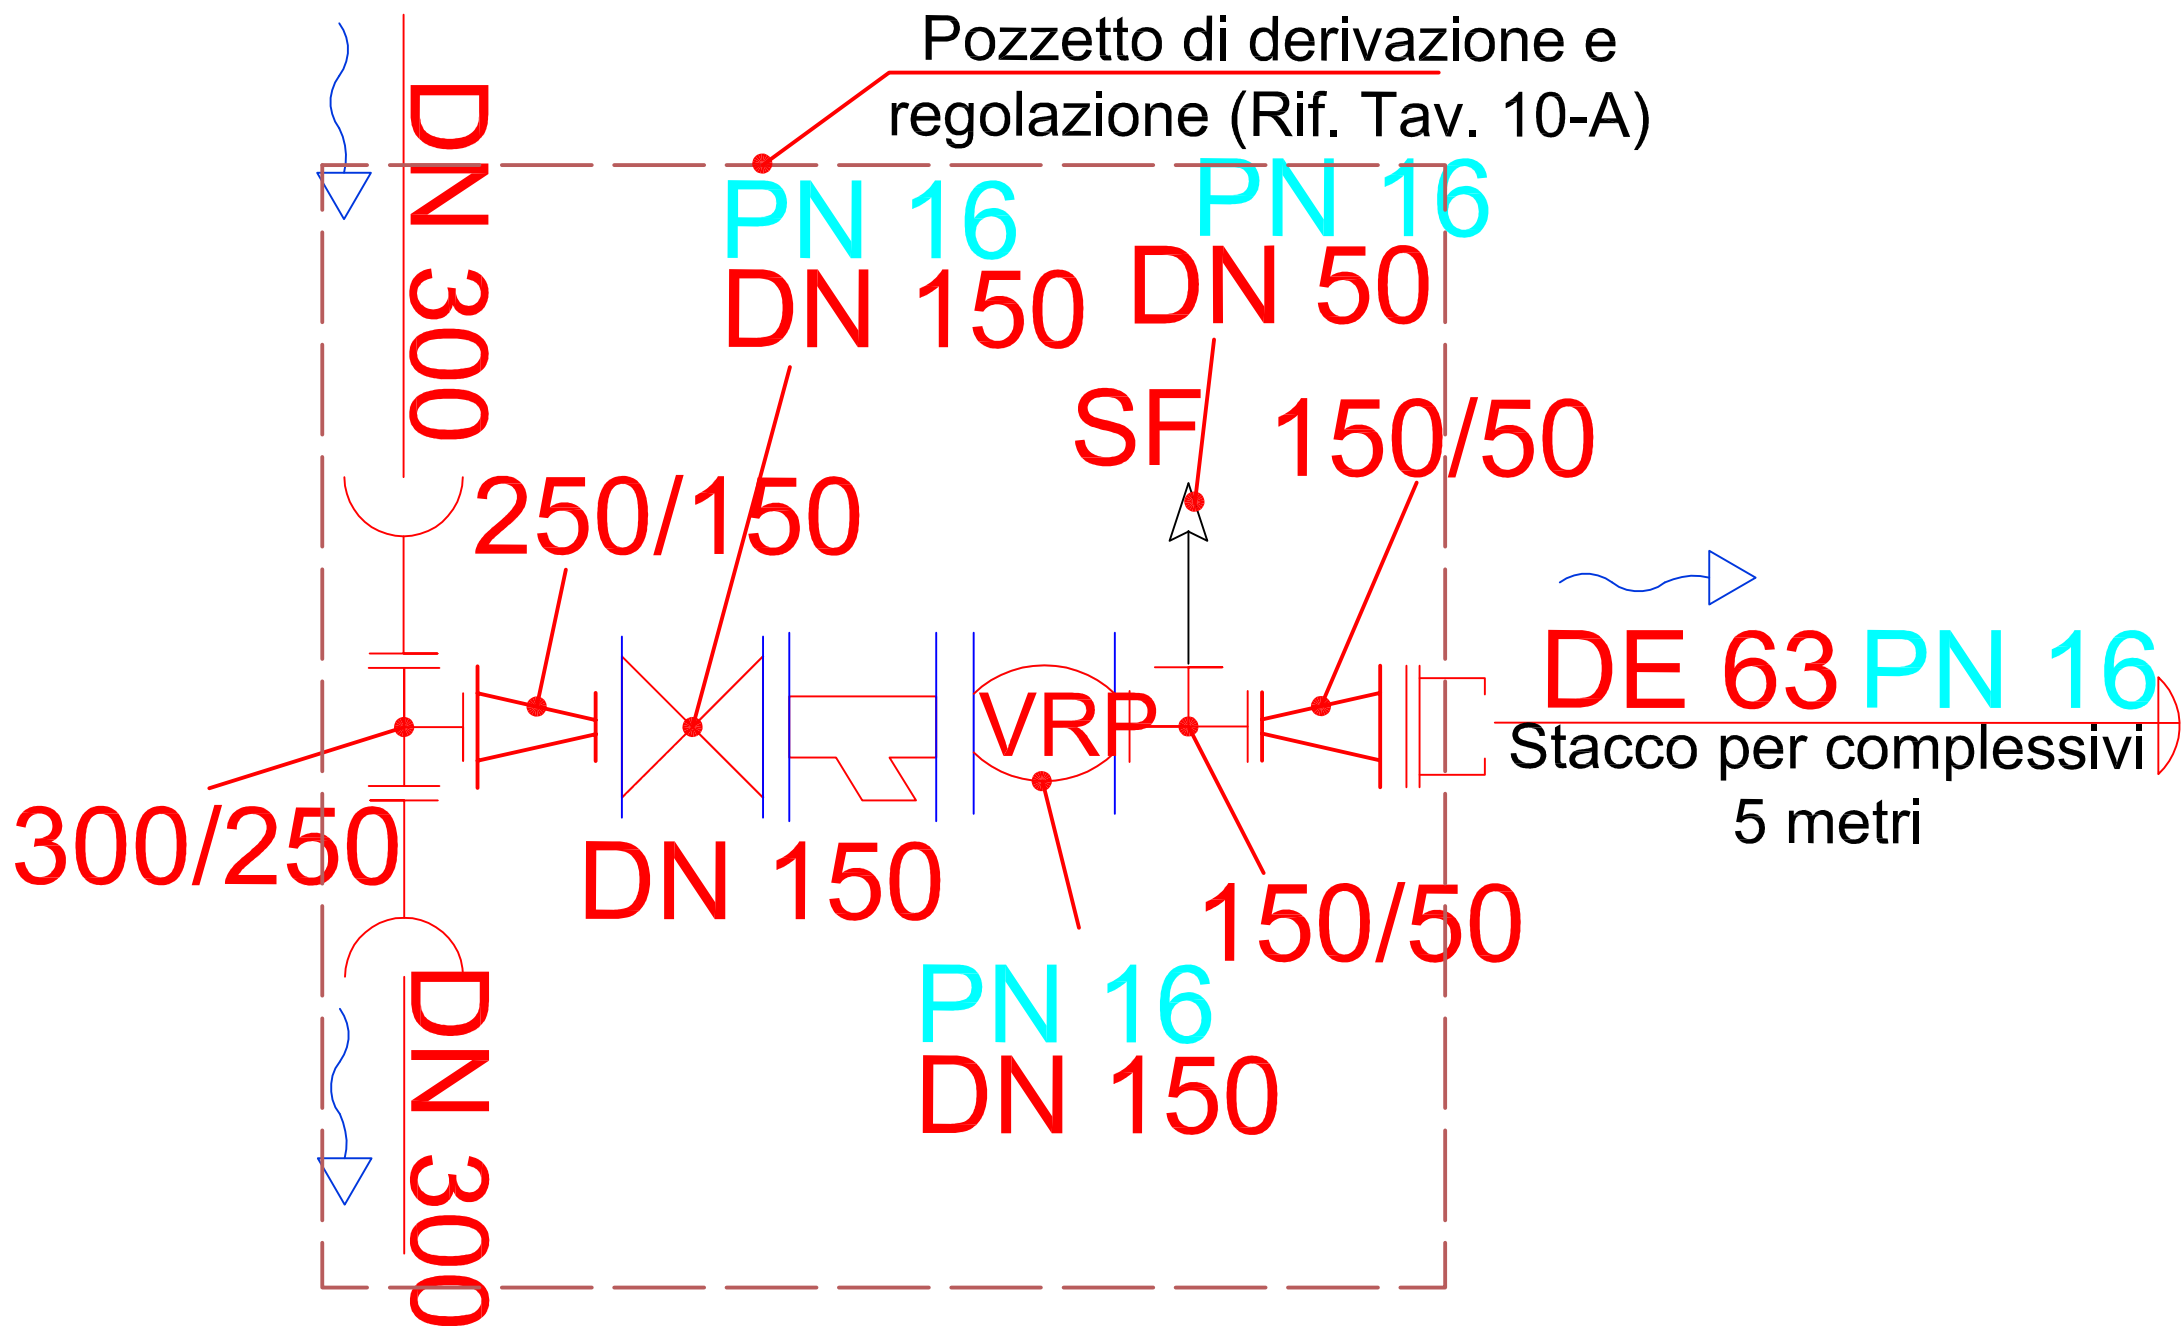 Pozzetto di derivazione e
regolazione (Rif. Tav. 10-A)
DN 300
PN 16
DN 150
PN 16
DN 50
SF
150/50
250/150
DE 63 PN 16
VRP
Stacco per complessivi
5 metri
300/250
DN 150
150/50
PN 16
DN 150
DN 300